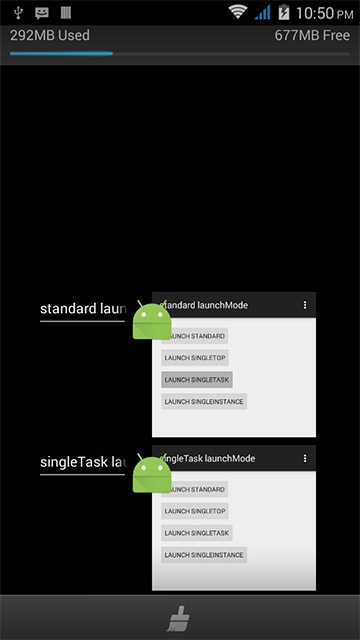 10:50 PM
292MB Used
677MB Free
standard laun
standard launchMode
LAUNCH STANDARD
LAUNCH SINGLETOP
LAUNCH SINGLETASK
LAUNCH SINGLEINSTANCE
singleTask lau
singleTask launchMode
LAUNCH STANDARD
LAUNCH SINGLETOP
LAUNCH SINGLETASK
LAUNCH SINGLEINSTANCE